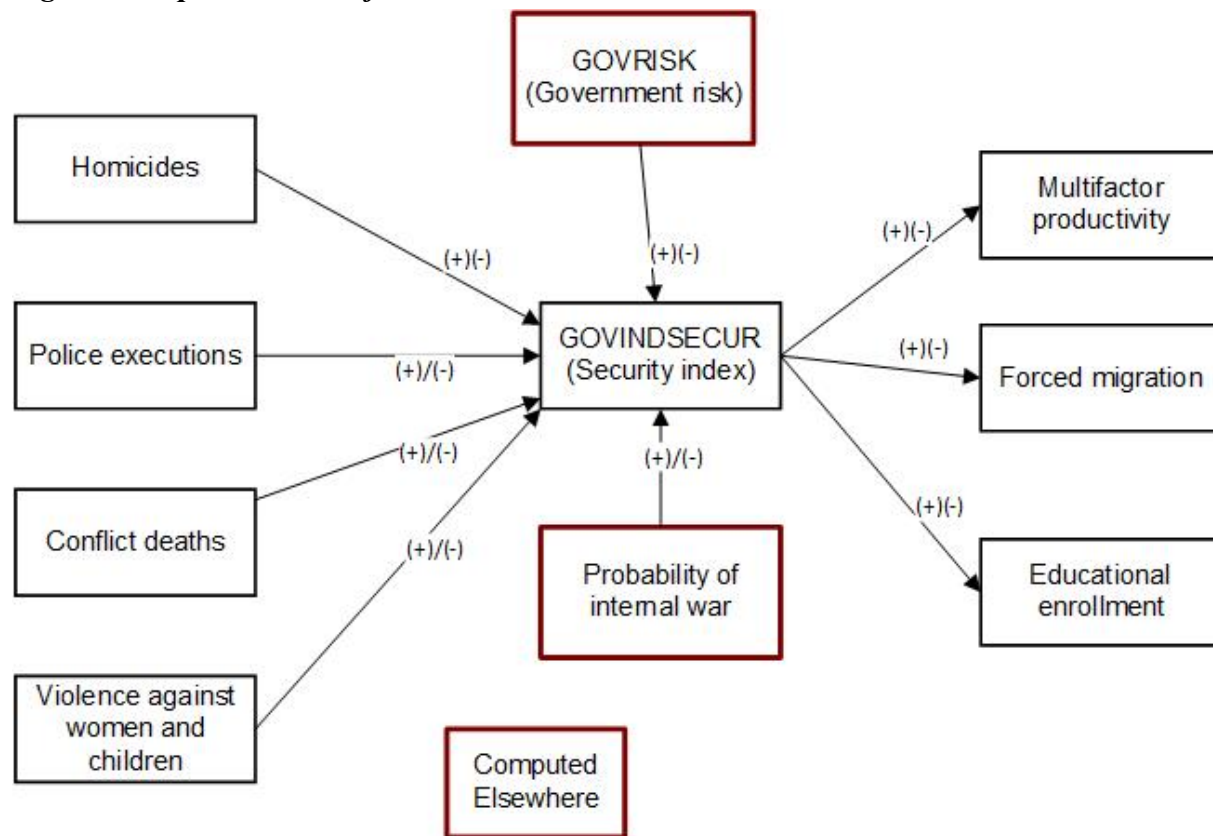 GOVRISK
(Government risk)
Homicides
Multifactor
productivity
(+)(-)
(+)(-)
(+)(-)
Police executions
(+)/(-)
GOVINDSECUR
(Security index)
(+)(-)
Forced migration
Conflict deaths
(+)/(-)
(+)/(-)
(+)/(-)
Probability of
internal war
(+)(-)
Educational
enrollment
Violence against
women and
children
Computed
Elsewhere